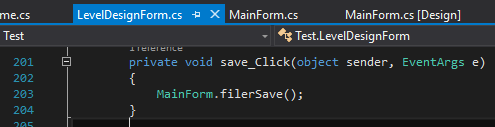 me.cs LevelDesignForm.cs MainForm.cs MainForm.cs [Design]
Test Test.LevelDesignForm
1 reference
201 private void save_Click(object sender, EventArgs e)
202 {
203 MainForm.filerSave();
204 }
205